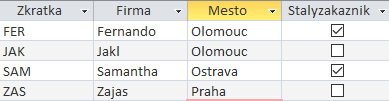 Zkratka Firma Mesto Stalyzakaznik
FER Fernando Olomouc
JAK Jakl Olomouc
SAM Samantha Ostrava
ZAS Zajas Praha